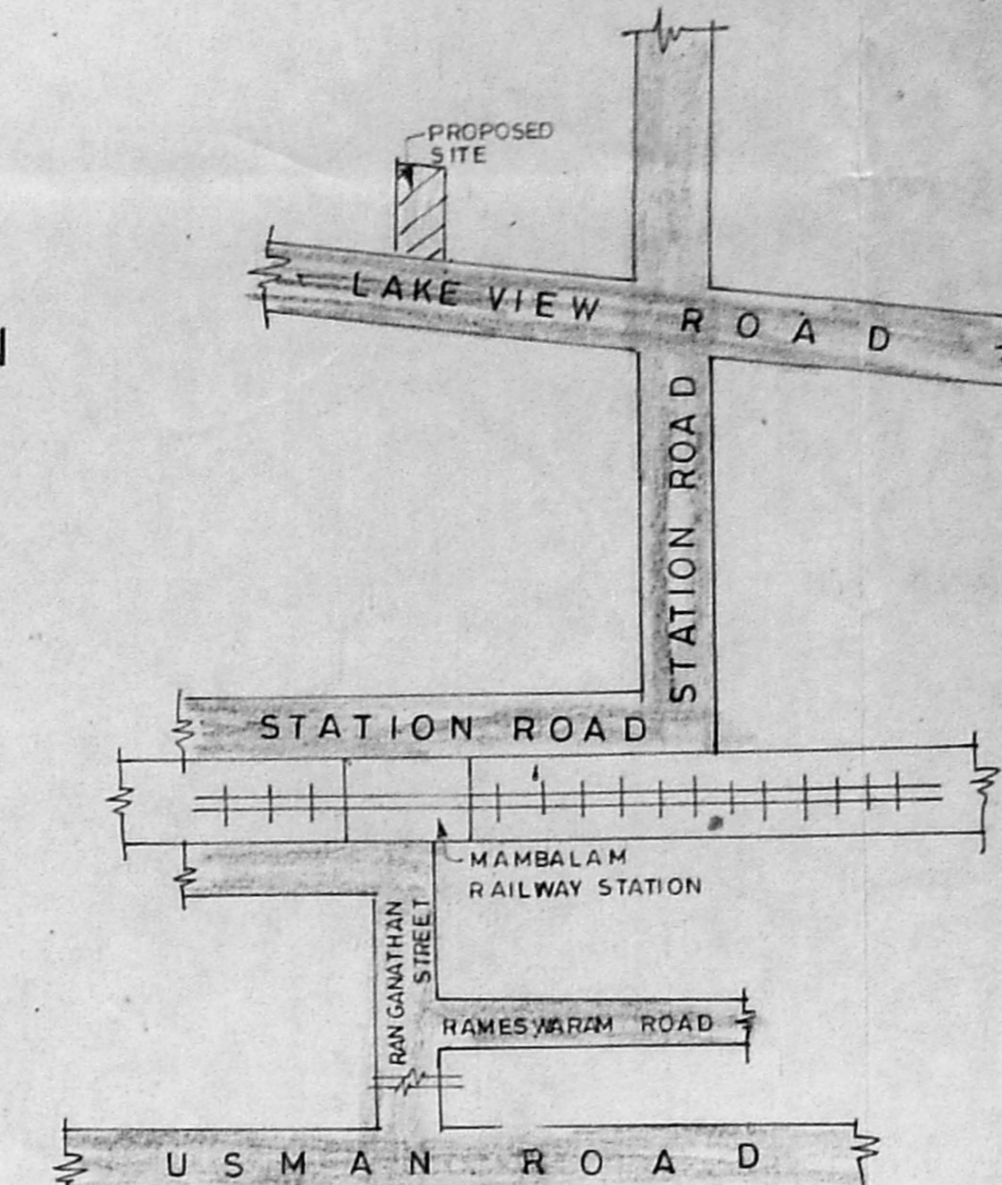 PROPOSED
SITE
LAKE VIEW ROAD
STATION ROAD
STATION ROAD
MAMBALAM
RAILWAY STATION
RANGANATHAN
STREET
RAMESWARAM ROAD
USMAN ROAD